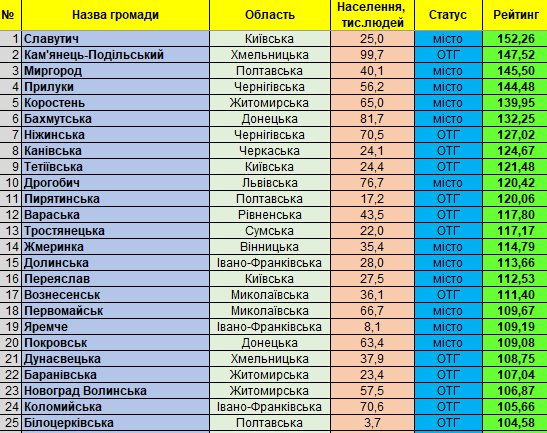 № Назва громади Область Населення, тис.людей Статус Рейтинг
1 Славутич Київська 25,0 місто 152,26
2 Кам'янець-Подільський Хмельницька 99,7 ОТГ 147,52
3 Миргород Полтавська 40,1 місто 145,50
4 Прилуки Чернігівська 56,2 місто 144,48
5 Коростень Житомирська 65,0 місто 139,95
6 Бахмутська Донецька 81,7 місто 132,25
7 Ніжинська Чернігівська 70,5 ОТГ 127,02
8 Канівська Черкаська 24,1 ОТГ 124,67
9 Тетіївська Київська 24,4 ОТГ 121,48
10 Дрогобич Львівська 76,7 місто 120,42
11 Пирятинська Полтавська 17,2 ОТГ 120,06
12 Вараська Рівненська 43,5 ОТГ 117,80
13 Тростянецька Сумська 22,0 ОТГ 117,17
14 Жмеринка Вінницька 35,4 місто 114,79
15 Долинська Івано-Франківська 28,0 місто 113,66
16 Переяслав Київська 27,5 місто 112,53
17 Вознесенськ Миколаївська 36,1 ОТГ 111,40
18 Первомайськ Миколаївська 66,7 місто 109,67
19 Яремче Івано-Франківська 8,1 місто 109,19
20 Покровськ Донецька 63,4 місто 109,08
21 Дунаєвецька Хмельницька 37,9 ОТГ 108,75
22 Баранівська Житомирська 23,4 ОТГ 107,04
23 Новоград Волинська Житомирська 57,5 ОТГ 106,87
24 Коломийська Івано-Франківська 70,6 ОТГ 105,66
25 Білоцерківська Полтавська 3,7 ОТГ 104,58